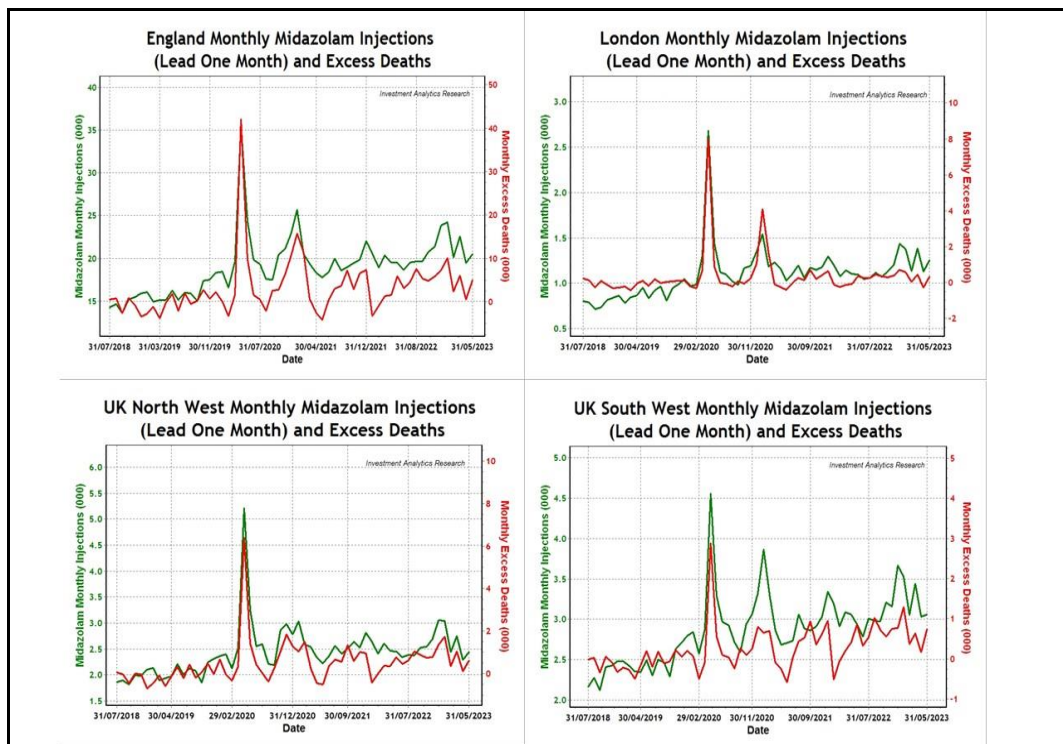 England Monthly Midazolam Injections
(Lead One Month) and Excess Deaths
Investment Analytics Research
Midazolam Monthly Injections (000)
40
35
30
25
20
15
Monthly Excess Deaths (000)
50
40
30
20
10
0
31/07/2018 31/03/2019 30/11/2019 31/07/2020 30/04/2021 31/12/2021 31/08/2022 31/05/2023
Date
London Monthly Midazolam Injections
(Lead One Month) and Excess Deaths
Investment Analytics Research
Midazolam Monthly Injections (000)
3.0
2.5
2.0
1.5
1.0
0.5
Monthly Excess Deaths (000)
10
8
6
4
2
0
-2
31/07/2018 30/04/2019 29/02/2020 30/11/2020 30/09/2021 31/07/2022 31/05/2023
Date
UK North West Monthly Midazolam Injections
(Lead One Month) and Excess Deaths
Investment Analytics Research
Midazolam Monthly Injections (000)
6.0
5.5
5.0
4.5
4.0
3.5
3.0
2.5
2.0
1.5
Monthly Excess Deaths (000)
10
8
6
4
2
0
31/07/2018 30/04/2019 29/02/2020 31/12/2020 30/09/2021 31/07/2022 31/05/2023
Date
UK South West Monthly Midazolam Injections
(Lead One Month) and Excess Deaths
Investment Analytics Research
Midazolam Monthly Injections (000)
5.0
4.5
4.0
3.5
3.0
2.5
2.0
Monthly Excess Deaths (000)
5
4
3
2
1
0
-1
31/07/2018 30/04/2019 29/02/2020 30/11/2020 30/09/2021 31/07/2022 31/05/2023
Date